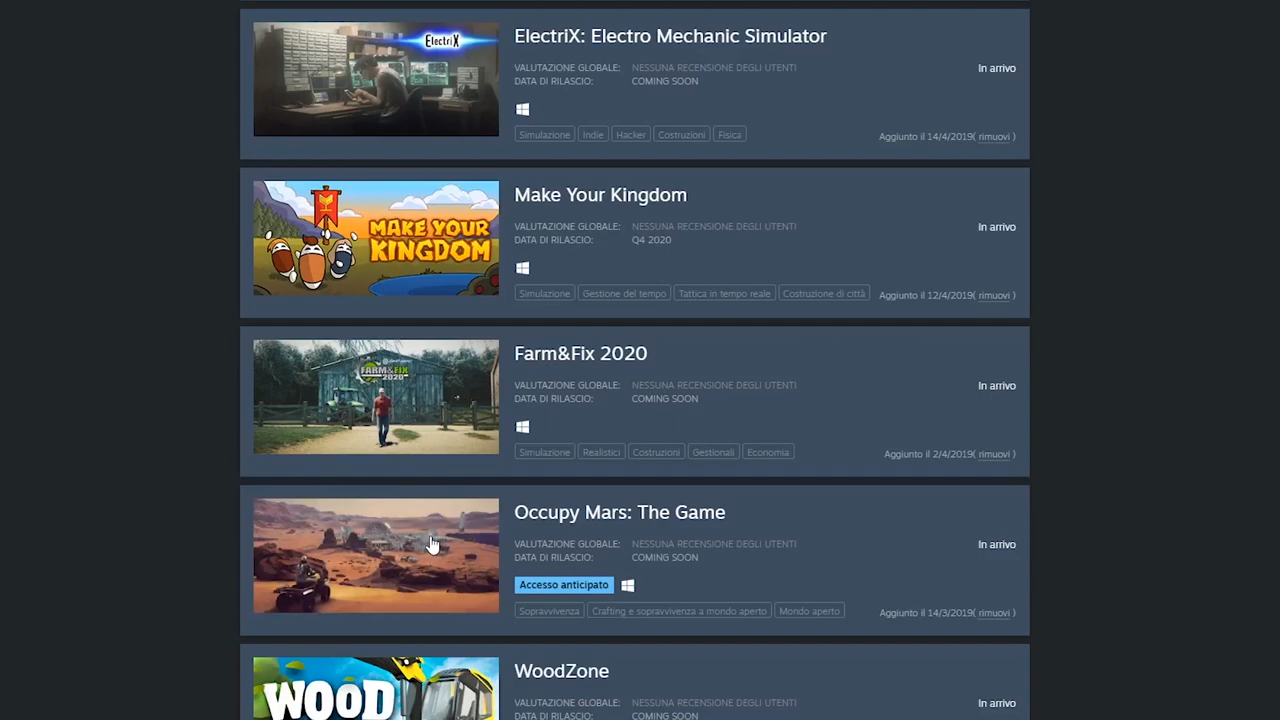 ElectriX
ElectriX: Electro Mechanic Simulator
VALUTAZIONE GLOBALE: NESSUNA RECENSIONE DEGLI UTENTI
In arrivo
DATA DI RILASCIO: COMING SOON
Simulazione Indie Hacker Costruzioni Fisica
Aggiunto il 14/4/2019( rimuovi )
MAKE YOUR
KINGDOM
Make Your Kingdom
VALUTAZIONE GLOBALE: NESSUNA RECENSIONE DEGLI UTENTI
In arrivo
DATA DI RILASCIO: Q4 2020
Simulazione Gestione del tempo Tattica in tempo reale Costruzione di città
Aggiunto il 12/4/2019( rimuovi )
FARM&FIX
2020
Farm&Fix 2020
VALUTAZIONE GLOBALE: NESSUNA RECENSIONE DEGLI UTENTI
In arrivo
DATA DI RILASCIO: COMING SOON
Simulazione Realistici Costruzioni Gestionali Economia
Aggiunto il 2/4/2019( rimuovi )
Occupy Mars: The Game
VALUTAZIONE GLOBALE: NESSUNA RECENSIONE DEGLI UTENTI
In arrivo
DATA DI RILASCIO: COMING SOON
Accesso anticipato
Sopravvivenza Crafting e sopravvivenza a mondo aperto Mondo aperto
Aggiunto il 14/3/2019( rimuovi )
WOOD
WoodZone
VALUTAZIONE GLOBALE: NESSUNA RECENSIONE DEGLI UTENTI
In arrivo
DATA DI RILASCIO: COMING SOON